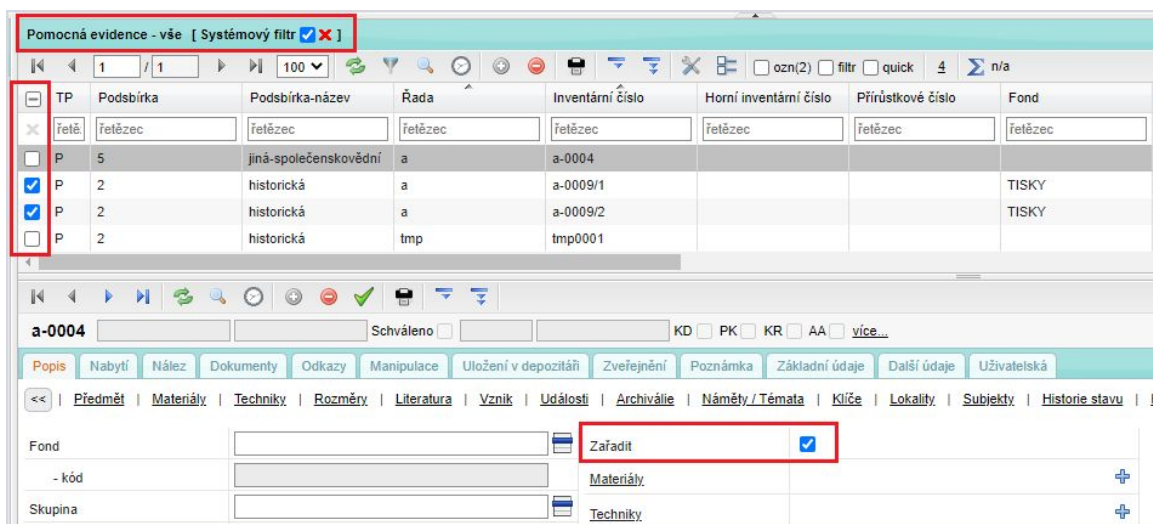 Pomocná evidence - vše [ Systémový filtr ]
1 / 1 100 ozn(2) filtr quick 4 Σ n/a
TP Podsbírka Podsbírka-název Řada Inventární číslo Horní inventární číslo Přírůstkové číslo Fond
řetě řetězec řetězec řetězec řetězec řetězec řetězec řetězec
P 5 jiná-společenskovědní a a-0004
P 2 historická a a-0009/1 TISKY
P 2 historická a a-0009/2 TISKY
P 2 historická tmp tmp0001
a-0004 Schváleno KD PK KR AA více...
Popis Nabytí Nález Dokumenty Odkazy Manipulace Uložení v depozitáři Zveřejnění Poznámka Základní údaje Další údaje Uživatelská
<< | Předmět | Materiály | Techniky | Rozměry | Literatura | Vznik | Události | Archiválie | Náměty / Témata | Klíče | Lokality | Subjekty | Historie stavu |
Fond Zařadit
- kód Materiály
Skupina Techniky